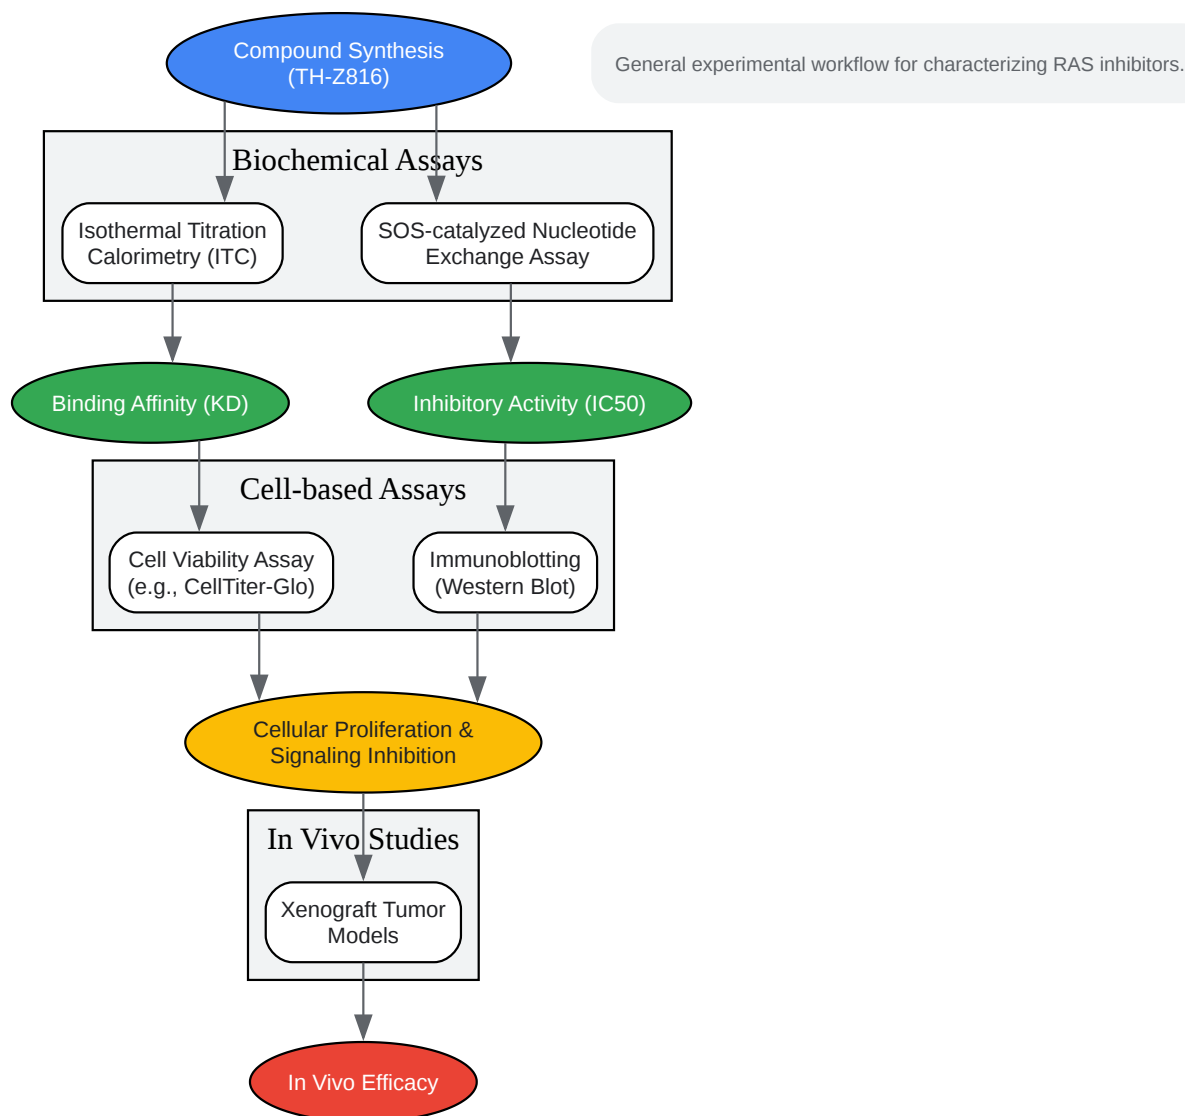 Compound Synthesis
(TH-Z816)
General experimental workflow for characterizing RAS inhibitors.
Biochemical Assays
Isothermal Titration
Calorimetry (ITC)
SOS-catalyzed Nucleotide
Exchange Assay
Binding Affinity (KD)
Inhibitory Activity (IC50)
Cell-based Assays
Cell Viability Assay
(e.g., CellTiter-Glo)
Immunoblotting
(Western Blot)
Cellular Proliferation &
Signaling Inhibition
In Vivo Studies
Xenograft Tumor
Models
In Vivo Efficacy